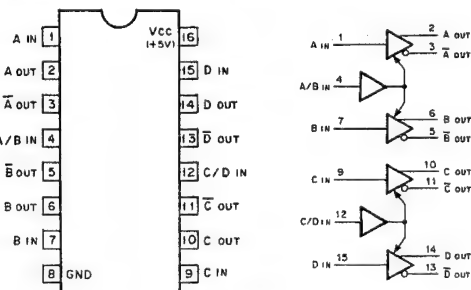 A IN 1
A OUT 2
A̅ OUT 3
A/B IN 4
B̅ OUT 5
B OUT 6
B IN 7
8 GND
VCC
(+5V)
16
15 D IN
14 D OUT
13 D̅ OUT
12 C/D IN
11 C̅ OUT
10 C OUT
9 C IN
A IN 1
2 A OUT
3 A̅ OUT
A/B IN 4
B IN 7
6 B OUT
5 B̅ OUT
C IN 9
10 C OUT
11 C̅ OUT
C/D IN 12
D IN 15
14 D OUT
13 D̅ OUT